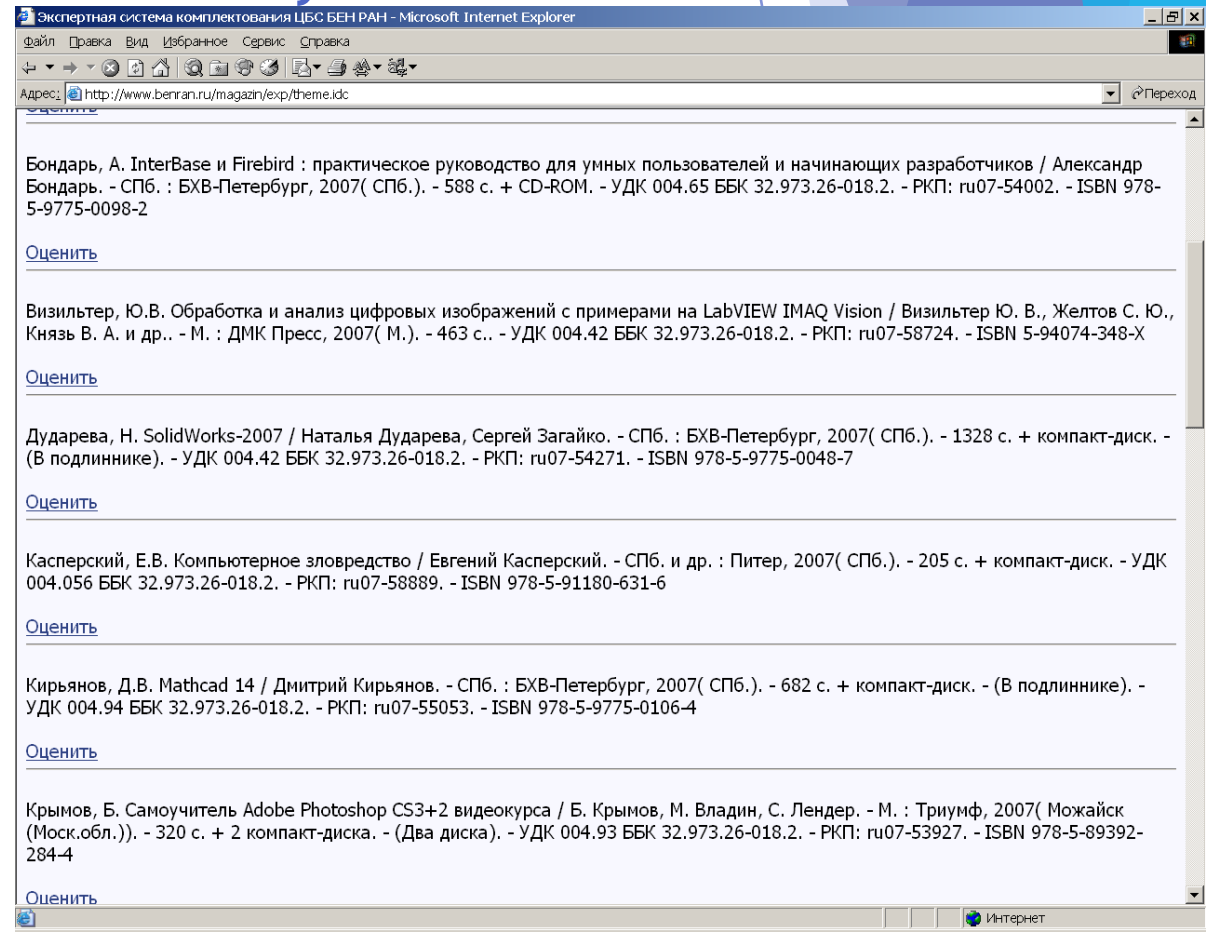 Экспертная система комплектования ЦБС БЕН РАН - Microsoft Internet Explorer
Файл Правка Вид Избранное Сервис Справка
Адрес: http://www.benran.ru/magazin/exp/theme.idc Переход
Оценить
Бондарь, А. InterBase и Firebird : практическое руководство для умных пользователей и начинающих разработчиков / Александр
Бондарь. - СПб. : БХВ-Петербург, 2007( СПб.). - 588 с. + CD-ROM. - УДК 004.65 ББК 32.973.26-018.2. - РКП: ru07-54002. - ISBN 978-
5-9775-0098-2
Оценить
Визильтер, Ю.В. Обработка и анализ цифровых изображений с примерами на LabVIEW IMAQ Vision / Визильтер Ю. В., Желтов С. Ю.,
Князь В. А. и др.. - М. : ДМК Пресс, 2007( М.). - 463 с.. - УДК 004.42 ББК 32.973.26-018.2. - РКП: ru07-58724. - ISBN 5-94074-348-X
Оценить
Дударева, Н. SolidWorks-2007 / Наталья Дударева, Сергей Загайко. - СПб. : БХВ-Петербург, 2007( СПб.). - 1328 с. + компакт-диск. -
(В подлиннике). - УДК 004.42 ББК 32.973.26-018.2. - РКП: ru07-54271. - ISBN 978-5-9775-0048-7
Оценить
Касперский, Е.В. Компьютерное зловредство / Евгений Касперский. - СПб. и др. : Питер, 2007( СПб.). - 205 с. + компакт-диск. - УДК
004.056 ББК 32.973.26-018.2. - РКП: ru07-58889. - ISBN 978-5-91180-631-6
Оценить
Кирьянов, Д.В. Mathcad 14 / Дмитрий Кирьянов. - СПб. : БХВ-Петербург, 2007( СПб.). - 682 с. + компакт-диск. - (В подлиннике). -
УДК 004.94 ББК 32.973.26-018.2. - РКП: ru07-55053. - ISBN 978-5-9775-0106-4
Оценить
Крымов, Б. Самоучитель Adobe Photoshop CS3+2 видеокурса / Б. Крымов, М. Владин, С. Лендер. - М. : Триумф, 2007( Можайск
(Моск.обл.)). - 320 с. + 2 компакт-диска. - (Два диска). - УДК 004.93 ББК 32.973.26-018.2. - РКП: ru07-53927. - ISBN 978-5-89392-
284-4
Оценить
Интернет